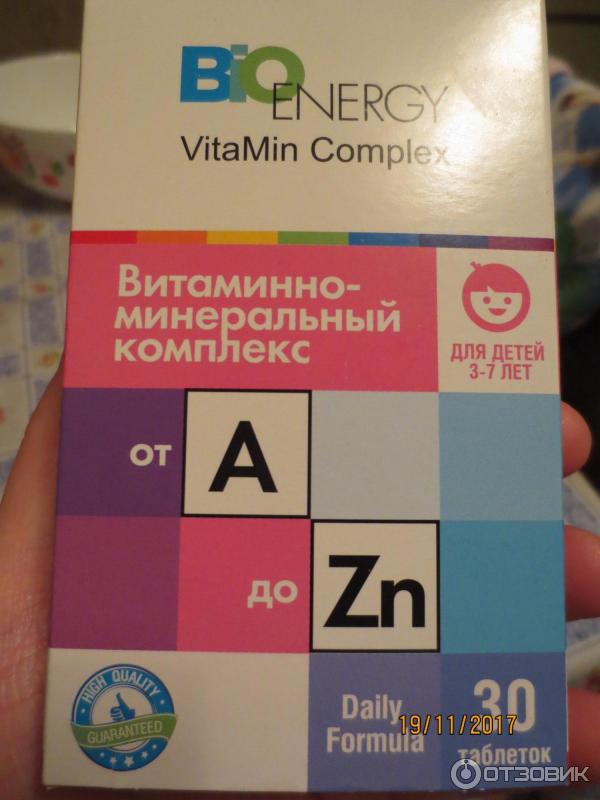 BiO ENERGY
VitaMin Complex
Витаминно-
минеральный
комплекс
ДЛЯ ДЕТЕЙ
3-7 ЛЕТ
от A
до Zn
HIGH QUALITY
GUARANTEED
Daily
Formula
30
таблеток
19/11/2017
ОТЗОВИК